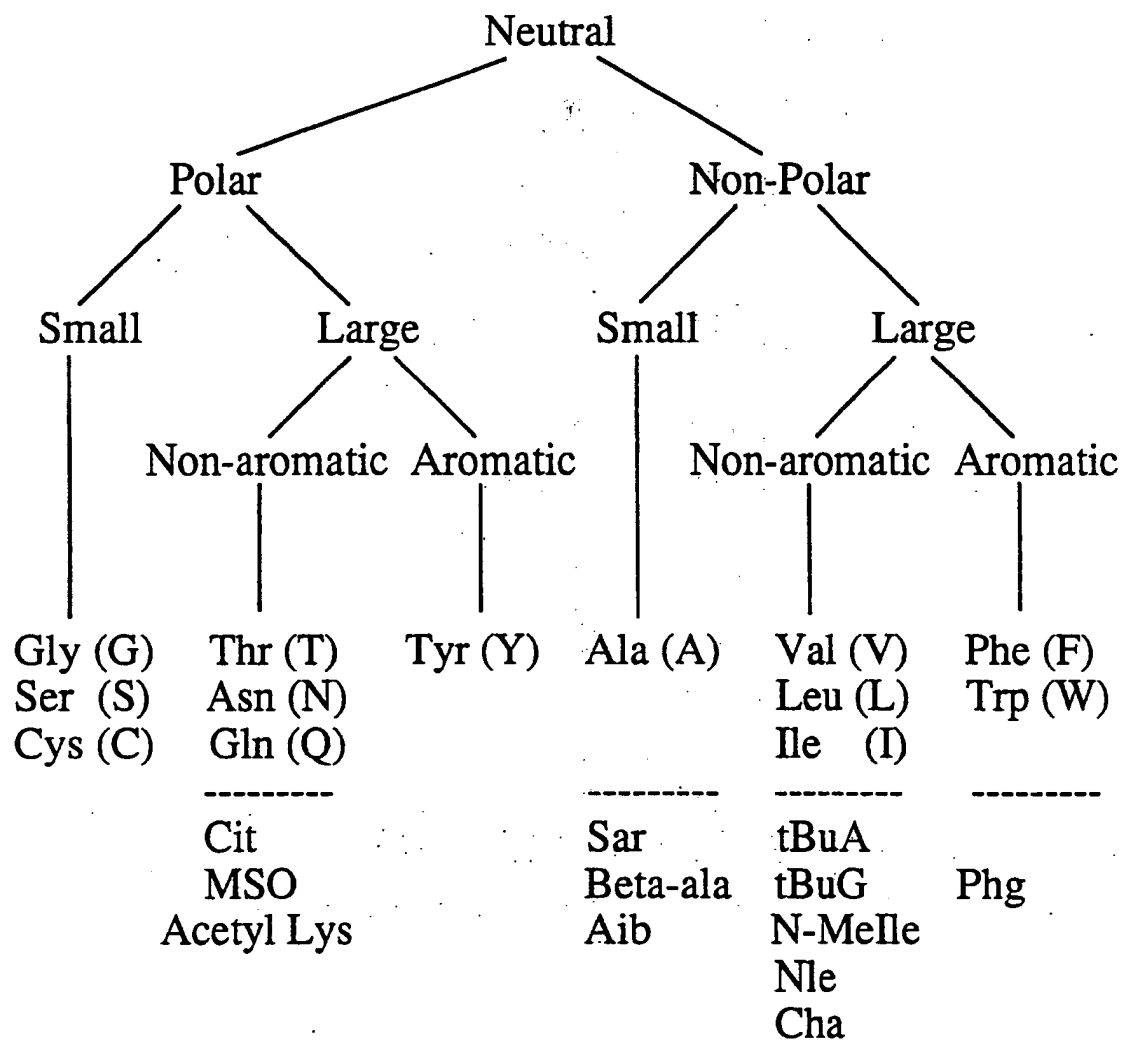 Neutral
Polar Non-Polar
Small Large Small Large
Non-aromatic Aromatic Non-aromatic Aromatic
Gly (G) Thr (T) Tyr (Y) Ala (A) Val (V) Phe (F)
Ser (S) Asn (N) Leu (L) Trp (W)
Cys (C) Gln (Q) Ile (I)
--------- --------- --------- ---------
Cit Sar tBuA
MSO Beta-ala tBuG Phg
Acetyl Lys Aib N-MeIle
Nle
Cha